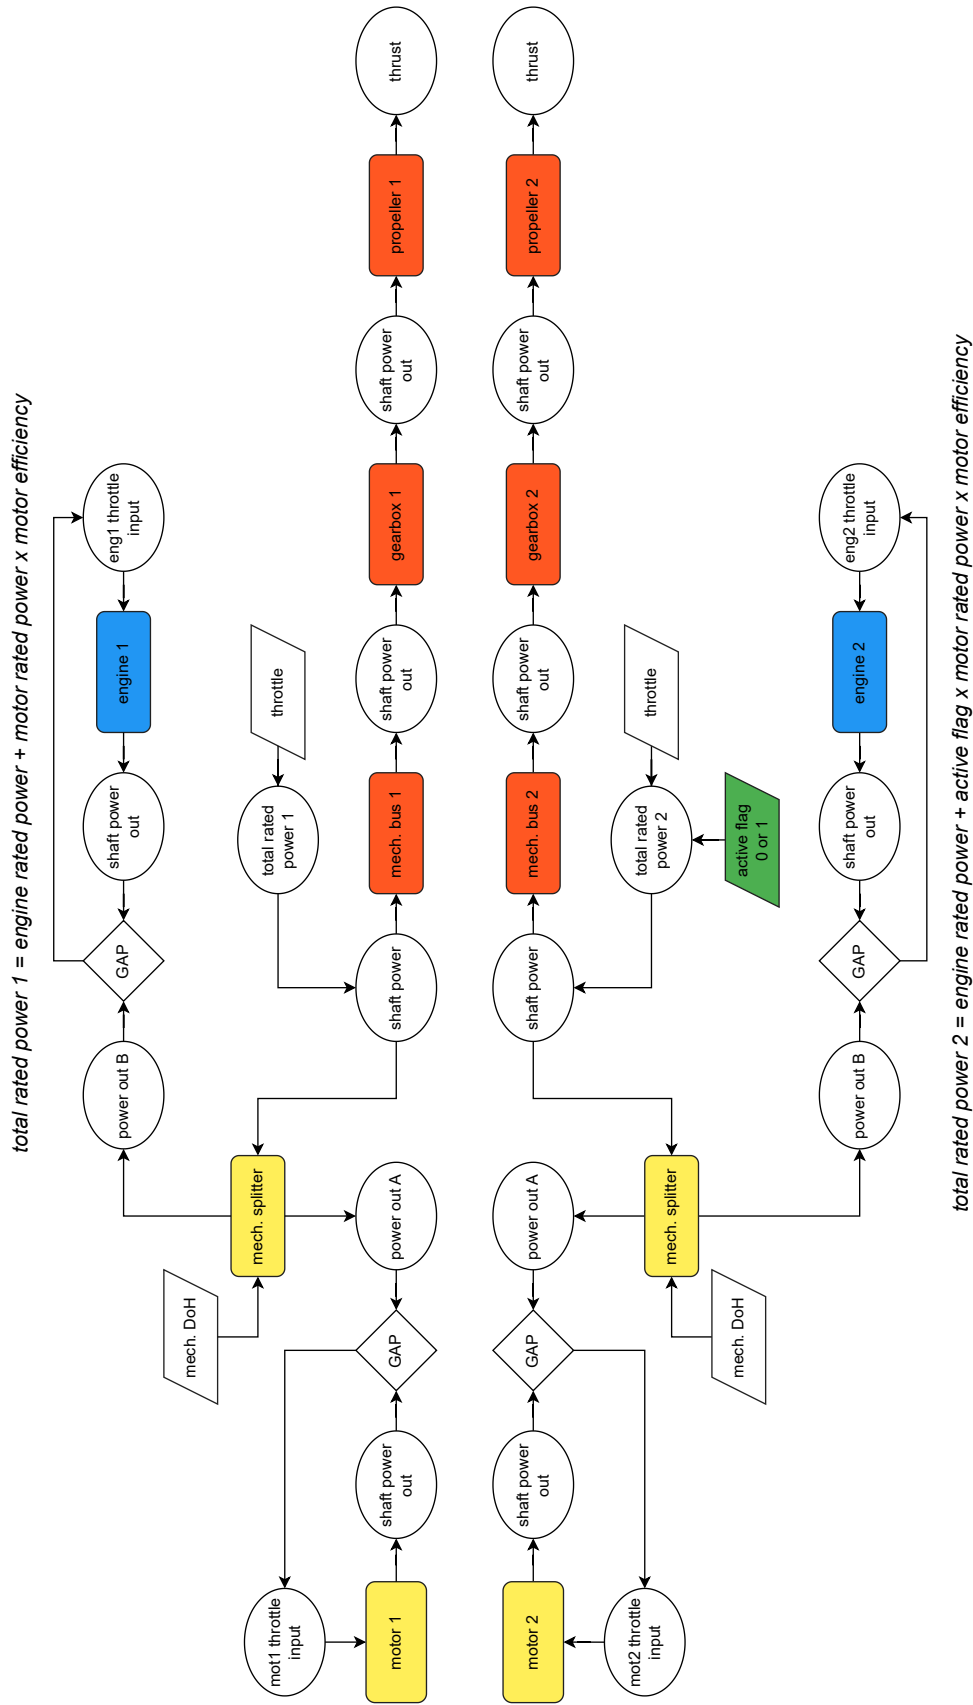 total rated power 1 = engine rated power + motor rated power x motor efficiency
power out B
GAP
shaft power
out
engine 1
eng1 throttle
input
mech. DoH
mech. splitter
total rated
power 1
throttle
mot1 throttle
input
motor 1
shaft power
out
GAP
power out A
shaft power
mech. bus 1
shaft power
out
gearbox 1
shaft power
out
propeller 1
thrust
motor 2
shaft power
out
GAP
power out A
shaft power
mech. bus 2
shaft power
out
gearbox 2
shaft power
out
propeller 2
thrust
mot2 throttle
input
mech. DoH
mech. splitter
total rated
power 2
throttle
active flag
0 or 1
power out B
GAP
shaft power
out
engine 2
eng2 throttle
input
total rated power 2 = engine rated power + active flag x motor rated power x motor efficiency